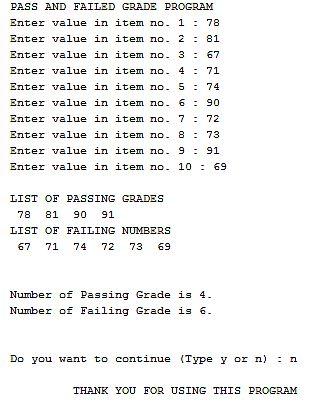 PASS AND FAILED GRADE PROGRAM
Enter value in item no. 1 : 78
Enter value in item no. 2 : 81
Enter value in item no. 3 : 67
Enter value in item no. 4 : 71
Enter value in item no. 5 : 74
Enter value in item no. 6 : 90
Enter value in item no. 7 : 72
Enter value in item no. 8 : 73
Enter value in item no. 9 : 91
Enter value in item no. 10 : 69
LIST OF PASSING GRADES
78 81 90 91
LIST OF FAILING NUMBERS
67 71 74 72 73 69
Number of Passing Grade is 4.
Number of Failing Grade is 6.
Do you want to continue (Type y or n) : n
THANK YOU FOR USING THIS PROGRAM